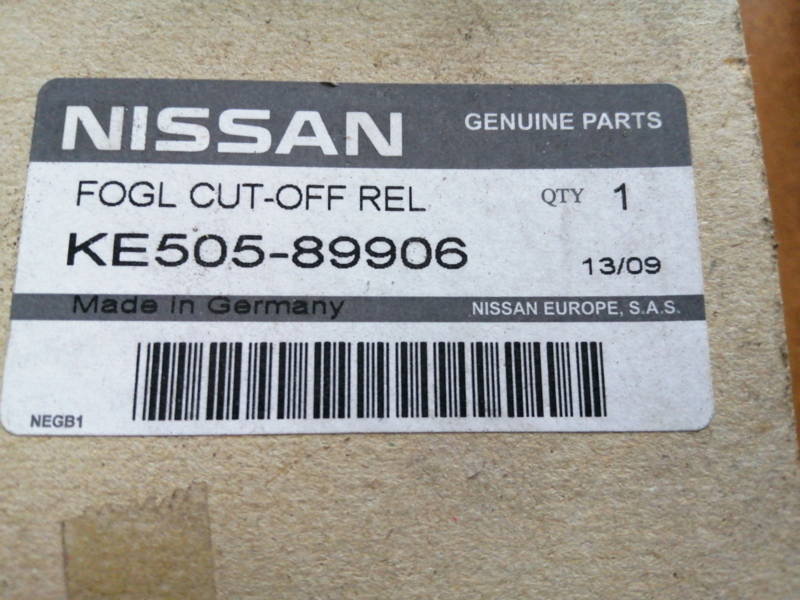 NISSAN GENUINE PARTS
FOGL CUT-OFF REL QTY 1
KE505-89906 13/09
Made in Germany NISSAN EUROPE, S.A.S.
NEGB1